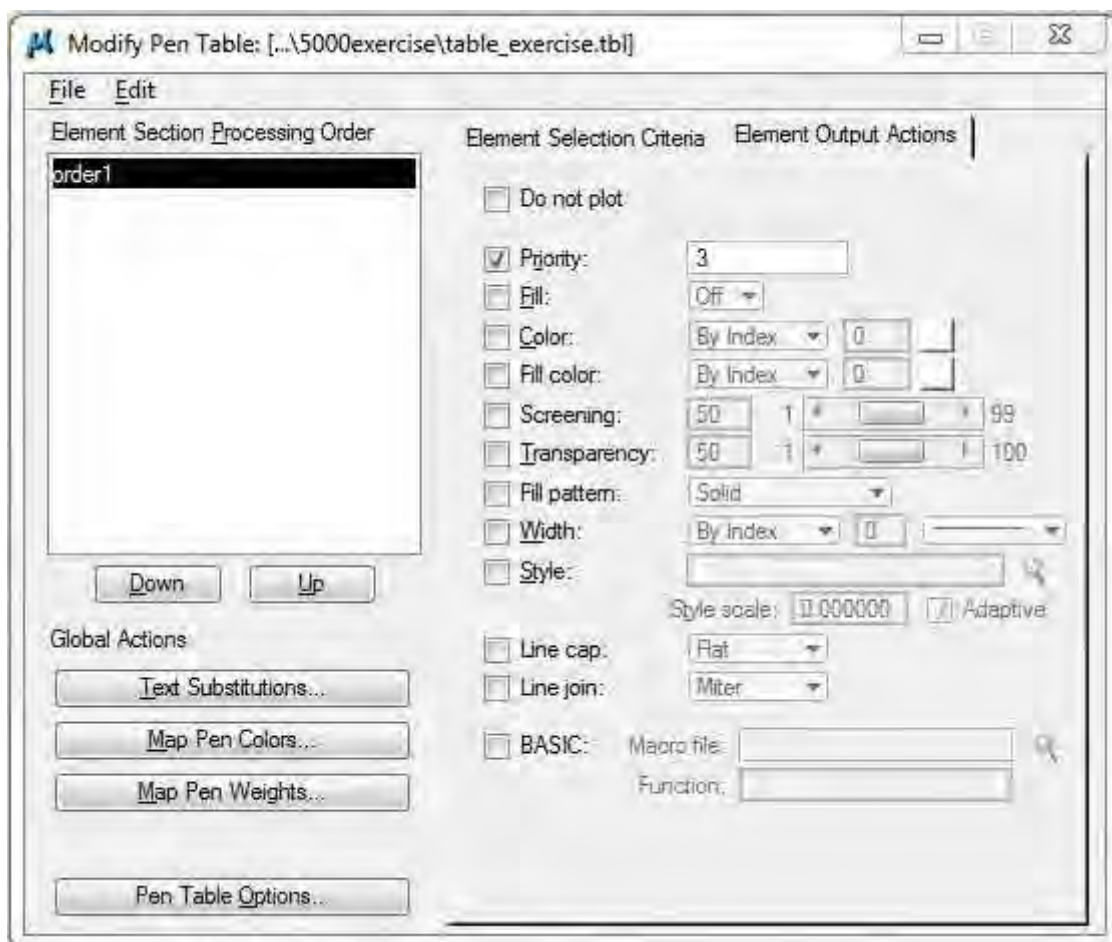 Modify Pen Table: [...\5000exercise\table_exercise.tbl]
File Edit
Element Section Processing Order
order1
Down Up
Global Actions
Text Substitutions...
Map Pen Colors...
Map Pen Weights...
Pen Table Options...
Element Selection Criteria Element Output Actions
Do not plot
Priority: 3
Fill: Off
Color: By Index 0
Fill color: By Index 0
Screening: 50 1 99
Transparency: 50 1 100
Fill pattern: Solid
Width: By Index 0
Style:
Style scale: 0.000000 Adaptive
Line cap: Flat
Line join: Miter
BASIC: Macro file:
Function: